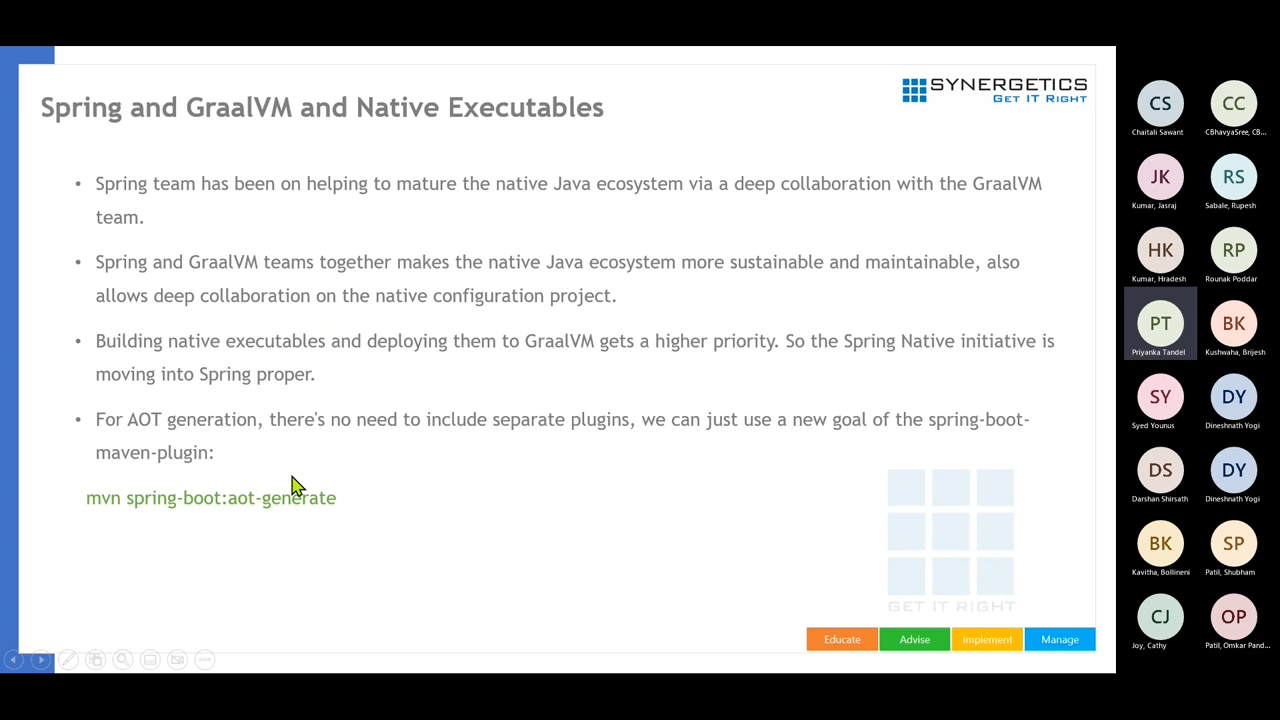 SYNERGETICS
GET IT RIGHT
Spring and GraalVM and Native Executables
• Spring team has been on helping to mature the native Java ecosystem via a deep collaboration with the GraalVM
team.
• Spring and GraalVM teams together makes the native Java ecosystem more sustainable and maintainable, also
allows deep collaboration on the native configuration project.
• Building native executables and deploying them to GraalVM gets a higher priority. So the Spring Native initiative is
moving into Spring proper.
• For AOT generation, there's no need to include separate plugins, we can just use a new goal of the spring-boot-
maven-plugin:
mvn spring-boot:aot-generate
GET IT RIGHT
Educate Advise Implement Manage
CS CC
Chaitali Sawant CBhavyaSree, CB...
JK RS
Kumar, Jasraj Sabale, Rupesh
HK RP
Kumar, Hradesh Rounak Poddar
PT BK
Priyanka Tandel Kushwaha, Brijesh
SY DY
Syed Younus Dineshnath Yogi
DS DY
Darshan Shirsath Dineshnath Yogi
BK SP
Kavitha, Bollineni Patil, Shubham
CJ OP
Joy, Cathy Patil, Omkar Pand...